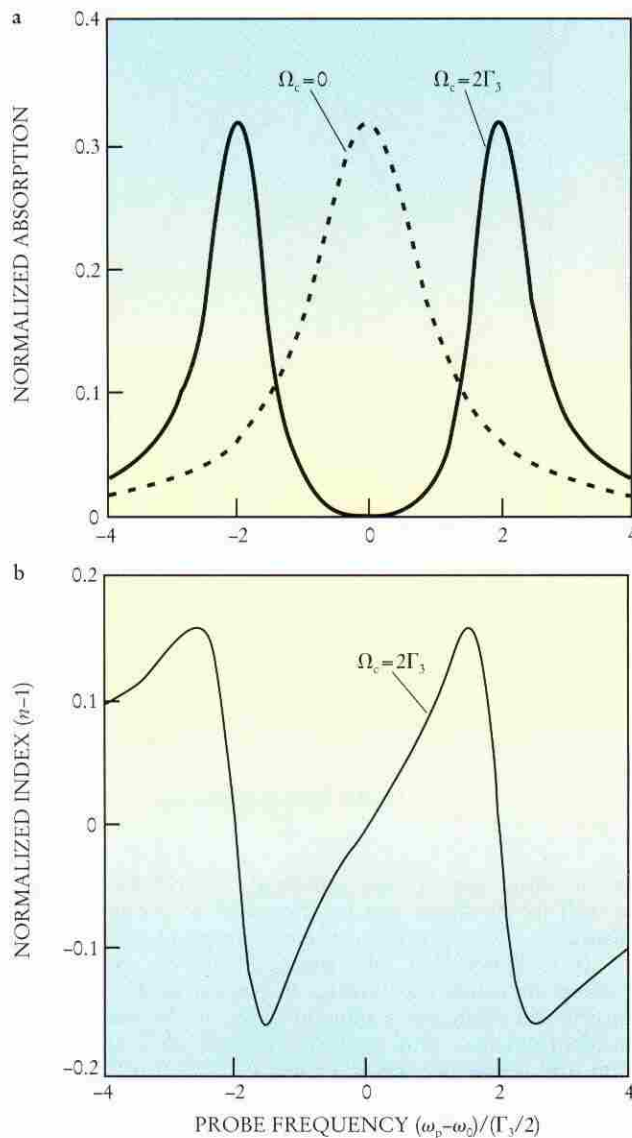 a
0.4
Ω_c=0
Ω_c=2Γ_3
0.3
NORMALIZED ABSORPTION
0.2
0.1
0
−4 −2 0 2 4
b
0.2
Ω_c=2Γ_3
0.1
NORMALIZED INDEX (n−1)
0
−0.1
−0.2
−4 −2 0 2 4
PROBE FREQUENCY (ω_p−ω_0)/(Γ_3/2)